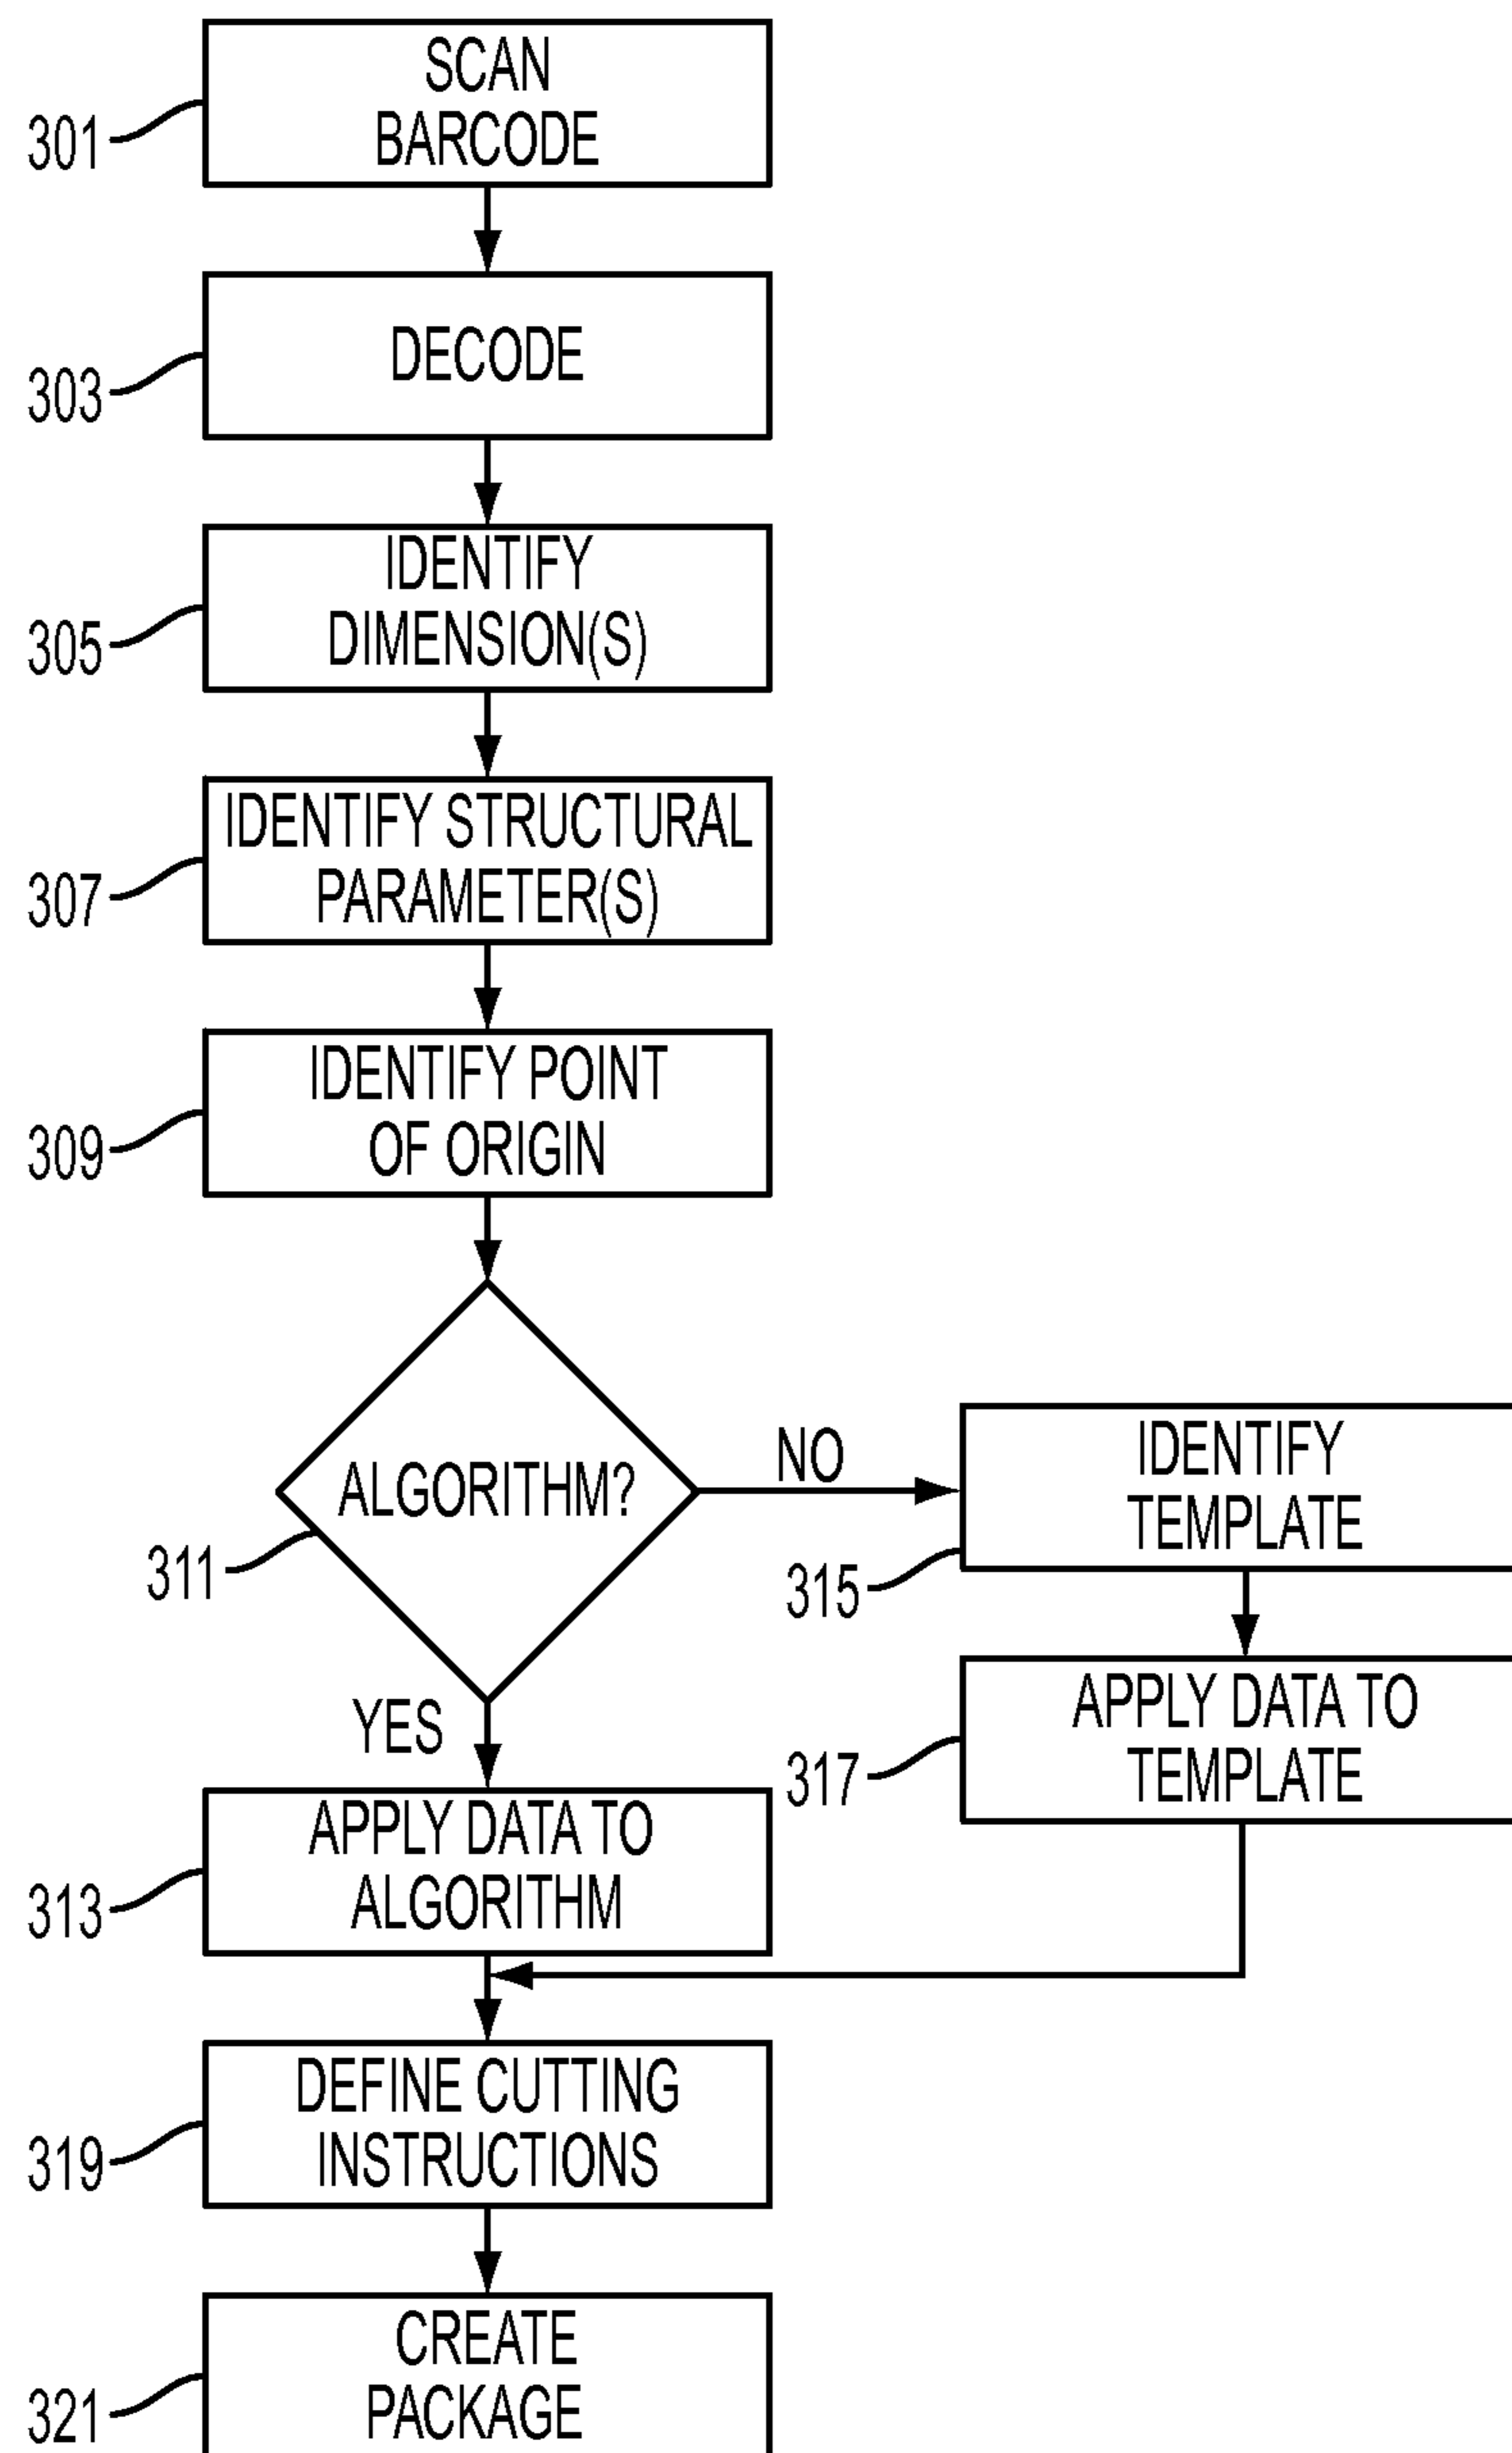 SCAN
BARCODE
301
DECODE
303
IDENTIFY
DIMENSION(S)
305
IDENTIFY STRUCTURAL
PARAMETER(S)
307
IDENTIFY POINT
OF ORIGIN
309
ALGORITHM?
311
NO
IDENTIFY
TEMPLATE
315
YES
APPLY DATA TO
TEMPLATE
317
APPLY DATA TO
ALGORITHM
313
DEFINE CUTTING
INSTRUCTIONS
319
CREATE
PACKAGE
321